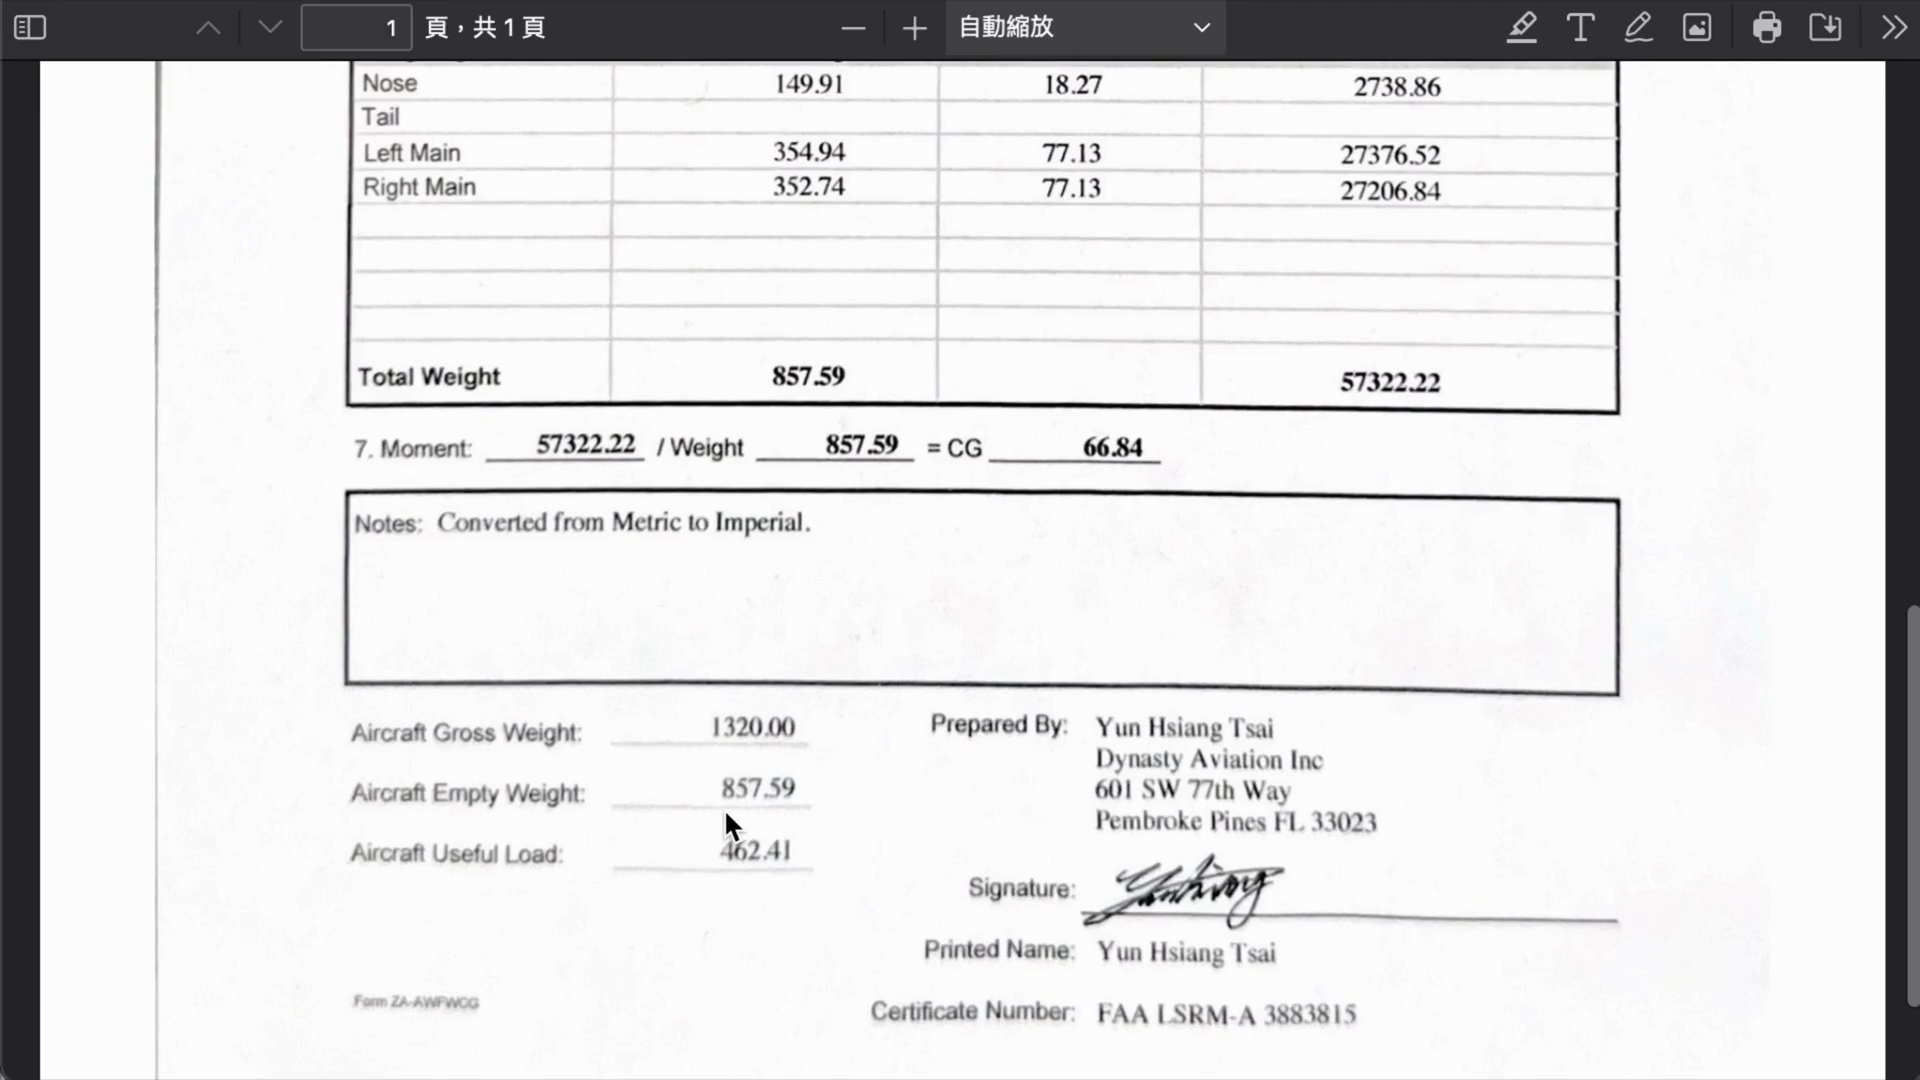 1 頁，共 1 頁 自動縮放
Nose 149.91 18.27 2738.86
Tail
Left Main 354.94 77.13 27376.52
Right Main 352.74 77.13 27206.84
Total Weight 857.59 57322.22
7. Moment: 57322.22 / Weight 857.59 = CG 66.84
Notes: Converted from Metric to Imperial.
Aircraft Gross Weight: 1320.00
Aircraft Empty Weight: 857.59
Aircraft Useful Load: 462.41
Prepared By: Yun Hsiang Tsai
Dynasty Aviation Inc
601 SW 77th Way
Pembroke Pines FL 33023
Signature:
Printed Name: Yun Hsiang Tsai
Certificate Number: FAA LSRM-A 3883815
Form ZA-AWFWCG